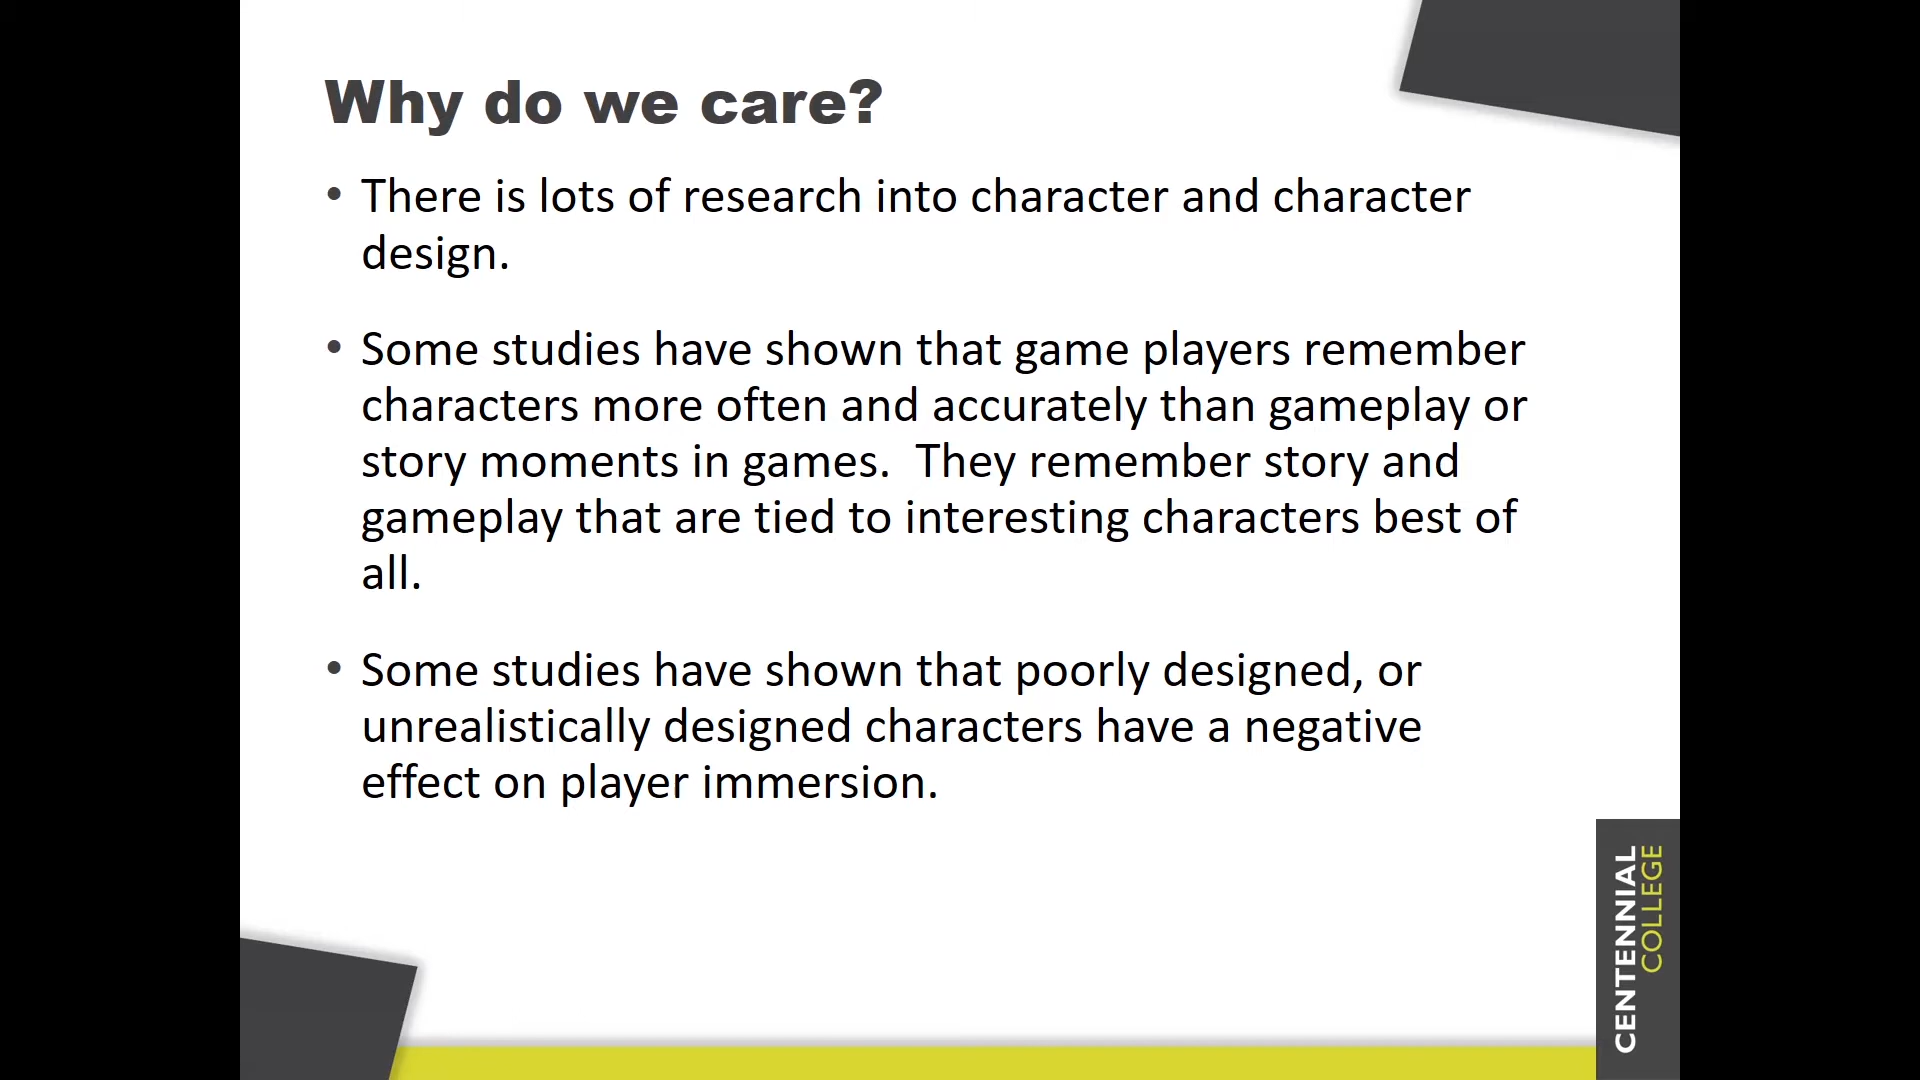 Why do we care?
• There is lots of research into character and character
design.
• Some studies have shown that game players remember
characters more often and accurately than gameplay or
story moments in games.  They remember story and
gameplay that are tied to interesting characters best of
all.
• Some studies have shown that poorly designed, or
unrealistically designed characters have a negative
effect on player immersion.
CENTENNIAL
COLLEGE